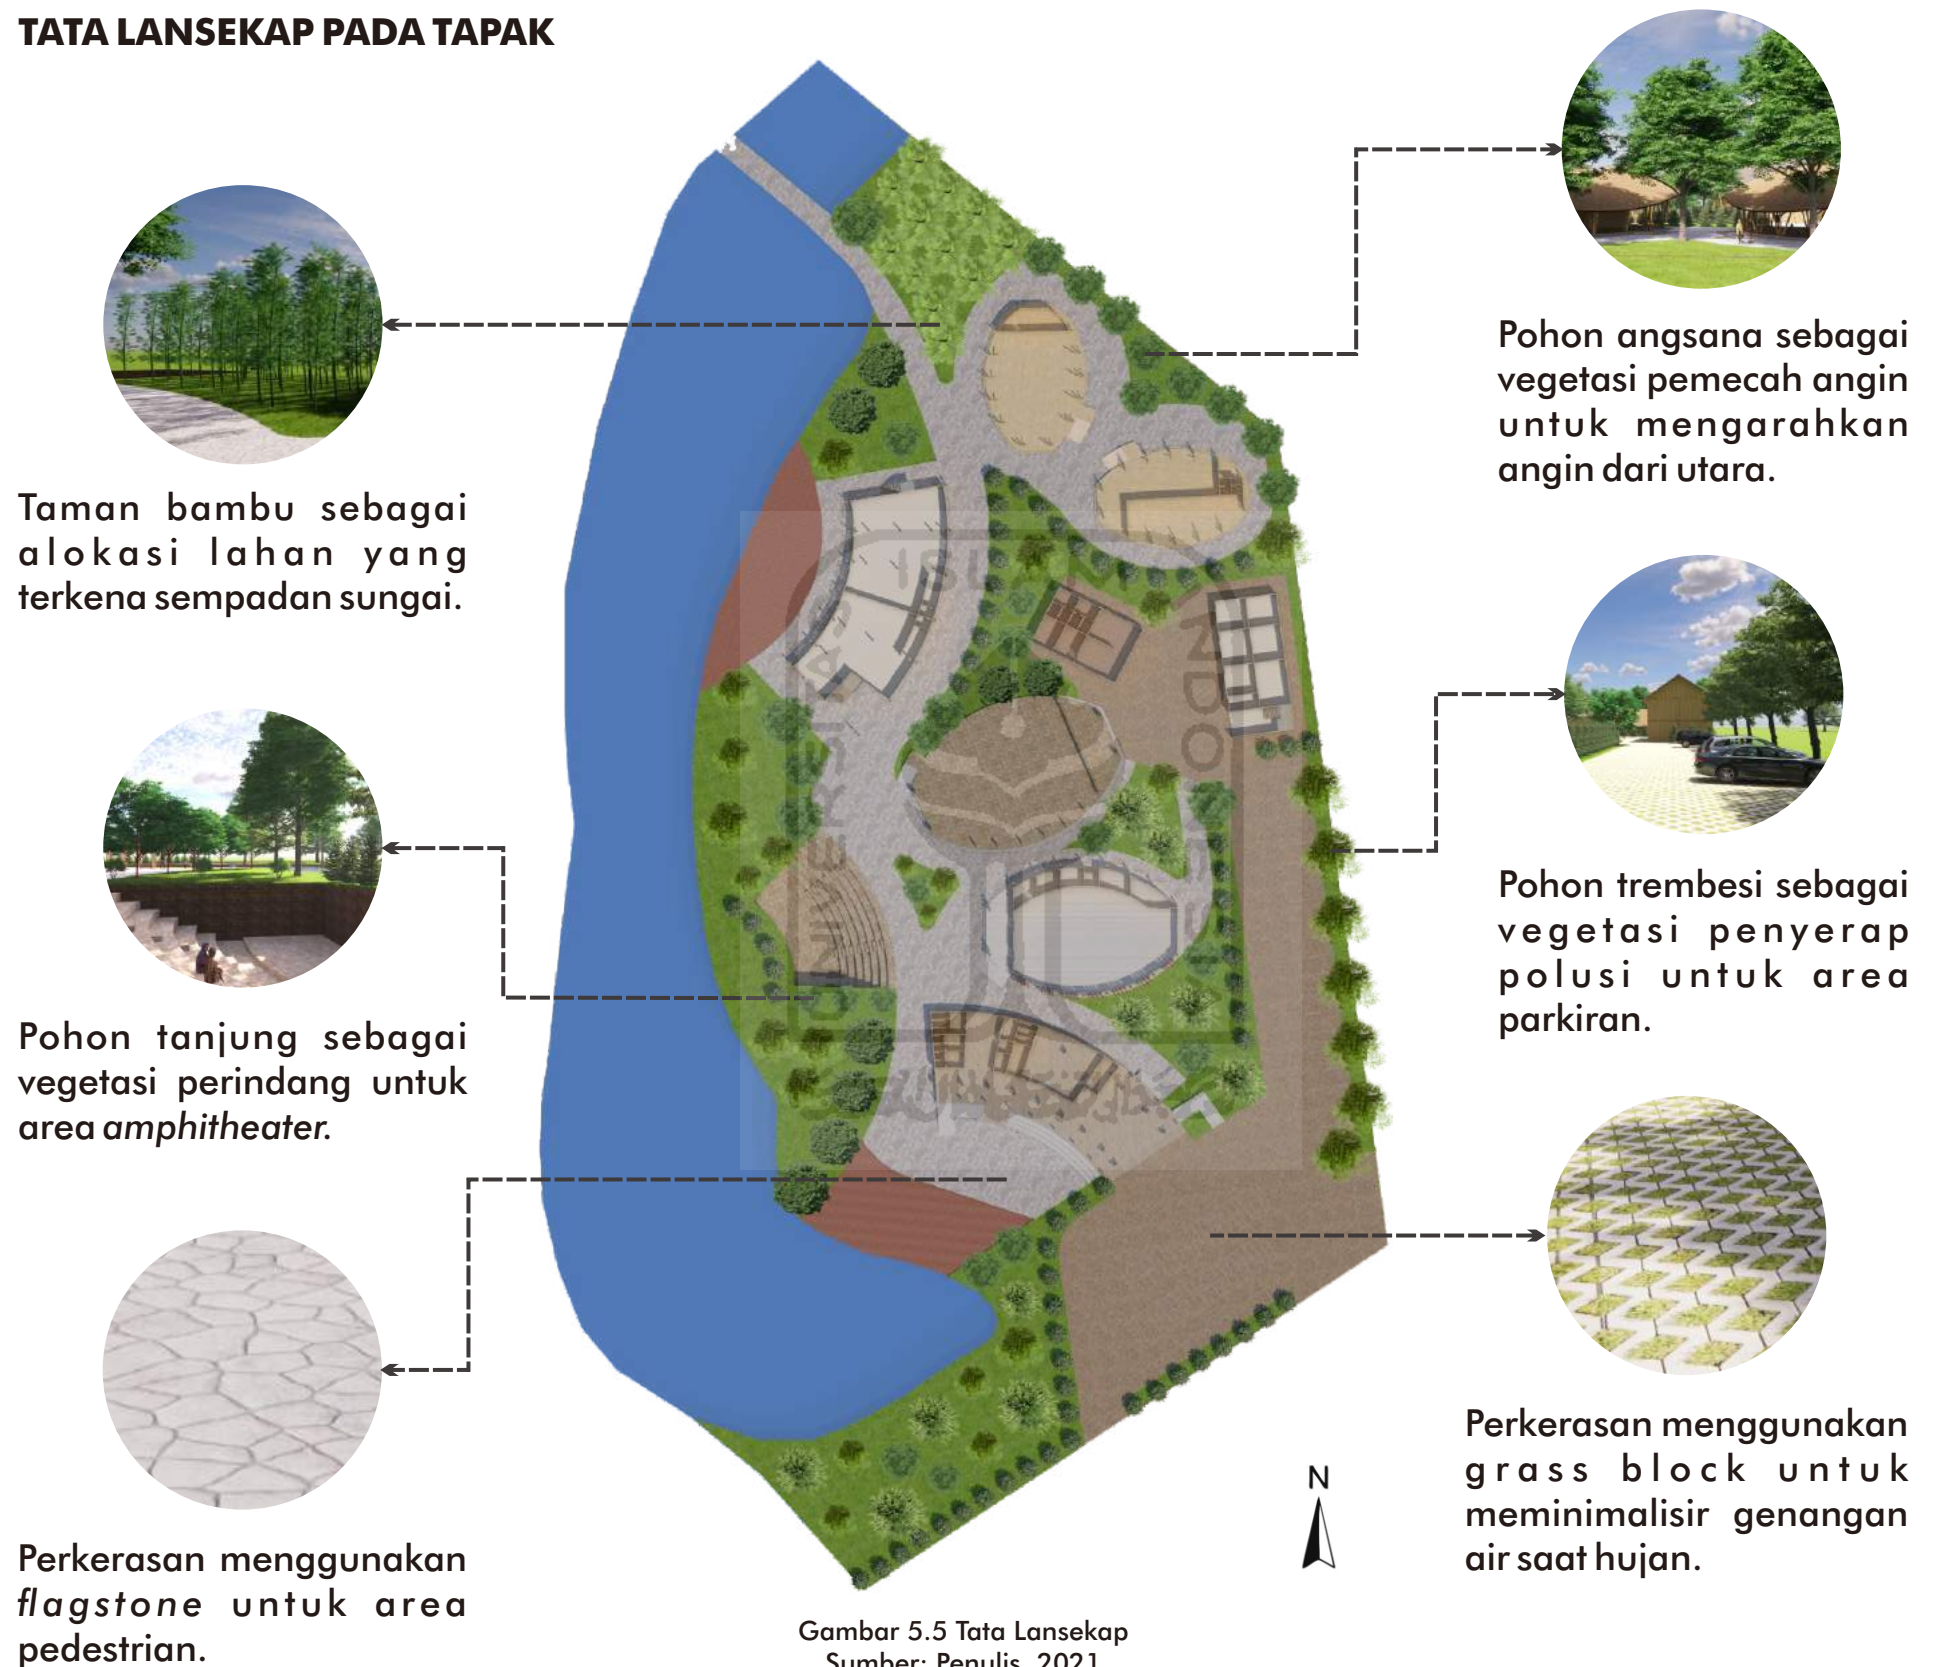 TATA LANSEKAP PADA TAPAK
Taman bambu sebagai
alokasi lahan yang
terkena sempadan sungai.
Pohon tanjung sebagai
vegetasi perindang untuk
area amphitheater.
Perkerasan menggunakan
flagstone untuk area
pedestrian.
Pohon angsana sebagai
vegetasi pemecah angin
untuk mengarahkan
angin dari utara.
Pohon trembesi sebagai
vegetasi penyerap
polusi untuk area
parkiran.
Perkerasan menggunakan
grass block untuk
meminimalisir genangan
air saat hujan.
N
ISLAM
UNIVERSITAS
Gambar 5.5 Tata Lansekap
Sumber: Penulis, 2021